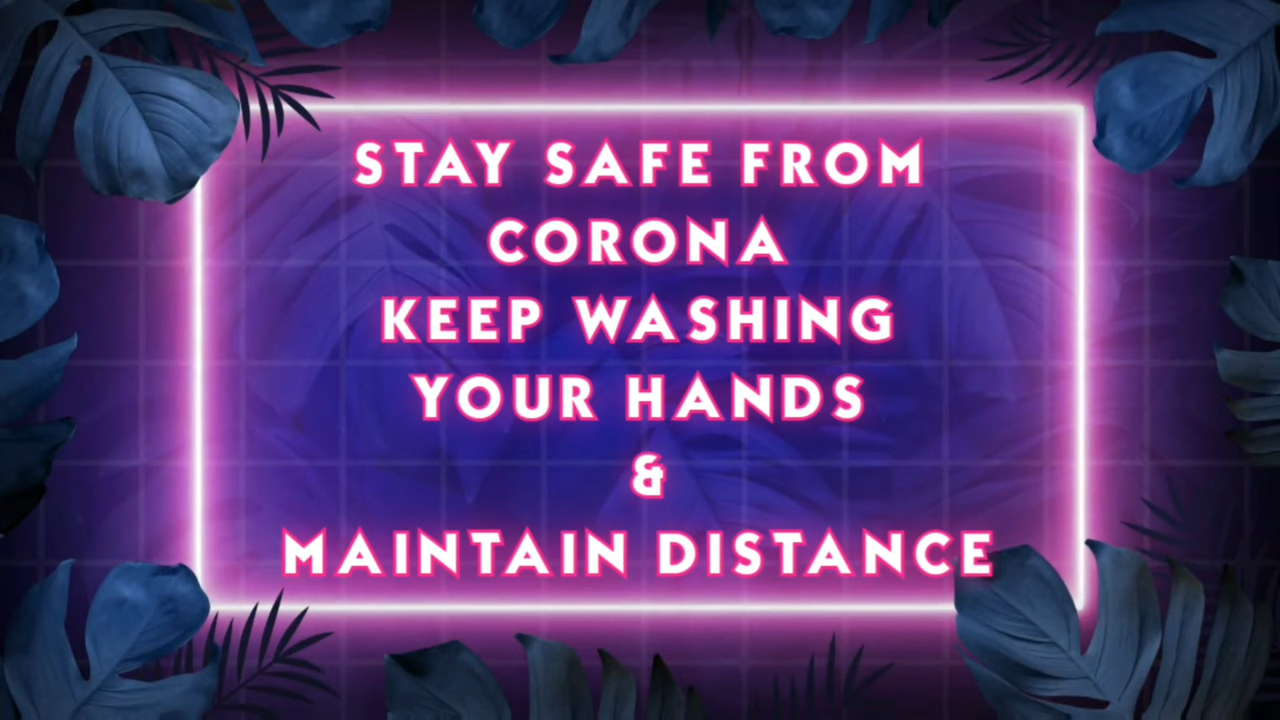 STAY SAFE FROM
CORONA
KEEP WASHING
YOUR HANDS
&
MAINTAIN DISTANCE